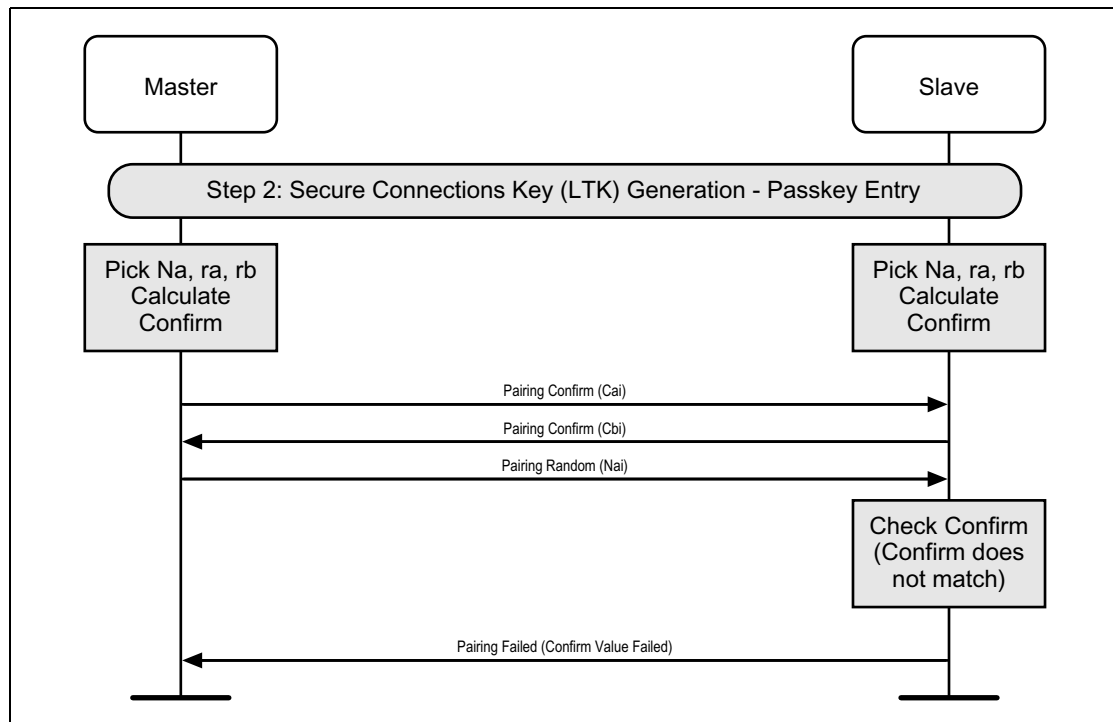 Master
Slave
Step 2: Secure Connections Key (LTK) Generation - Passkey Entry
Pick Na, ra, rb
Calculate
Confirm
Pick Na, ra, rb
Calculate
Confirm
Pairing Confirm (Cai)
Pairing Confirm (Cbi)
Pairing Random (Nai)
Check Confirm
(Confirm does
not match)
Pairing Failed (Confirm Value Failed)